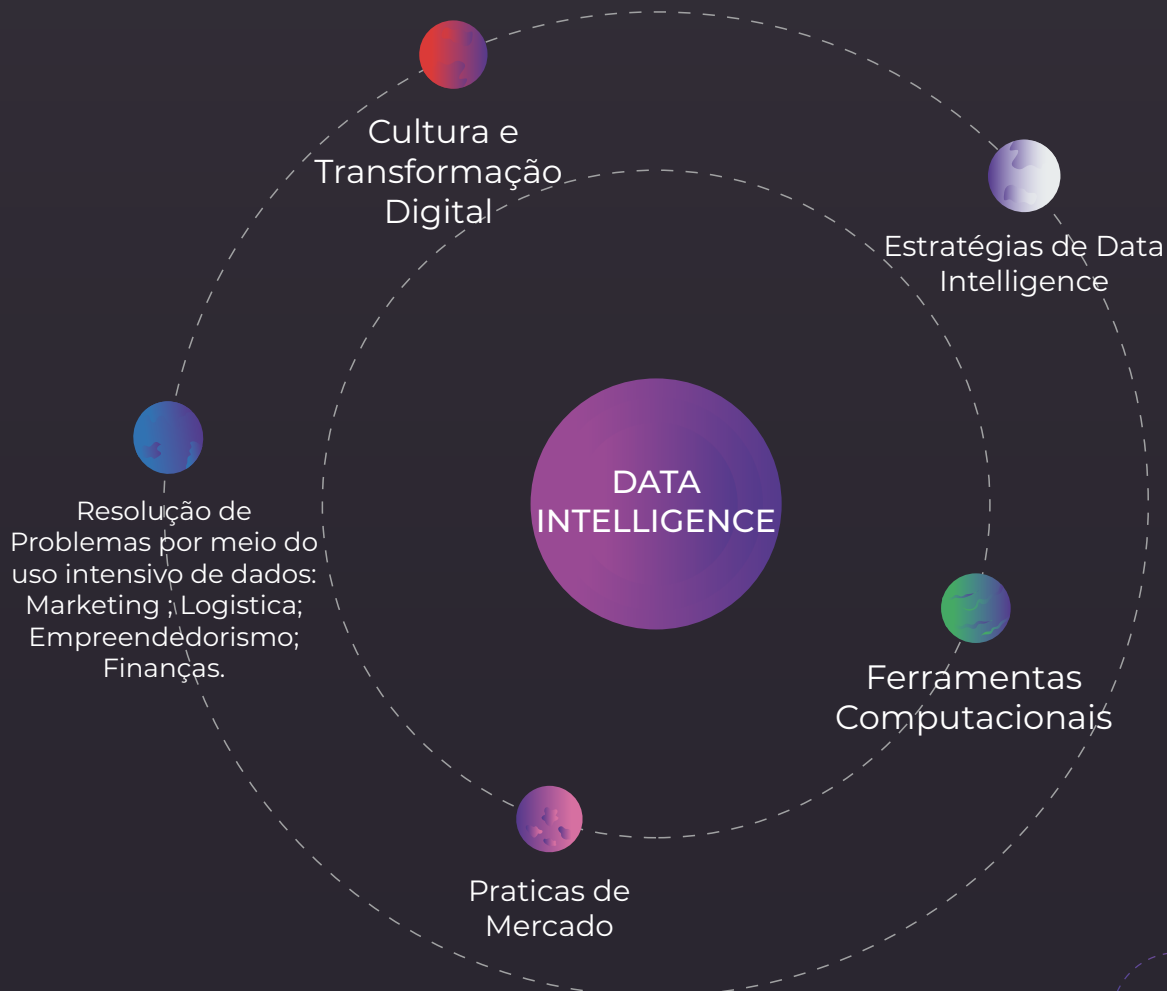 Cultura e
Transformação
Digital
Estratégias de Data
Intelligence
DATA
INTELLIGENCE
Resolução de
Problemas por meio do
uso intensivo de dados:
Marketing ; Logistica;
Empreendedorismo;
Finanças.
Ferramentas
Computacionais
Praticas de
Mercado